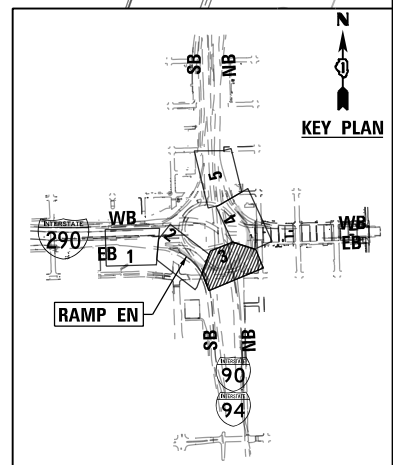 N
1
KEY PLAN
SB
NB
5
4
WB
EB
INTERSTATE
290
WB
EB
1
2
3
RAMP EN
SB
NB
INTERSTATE
90
INTERSTATE
94